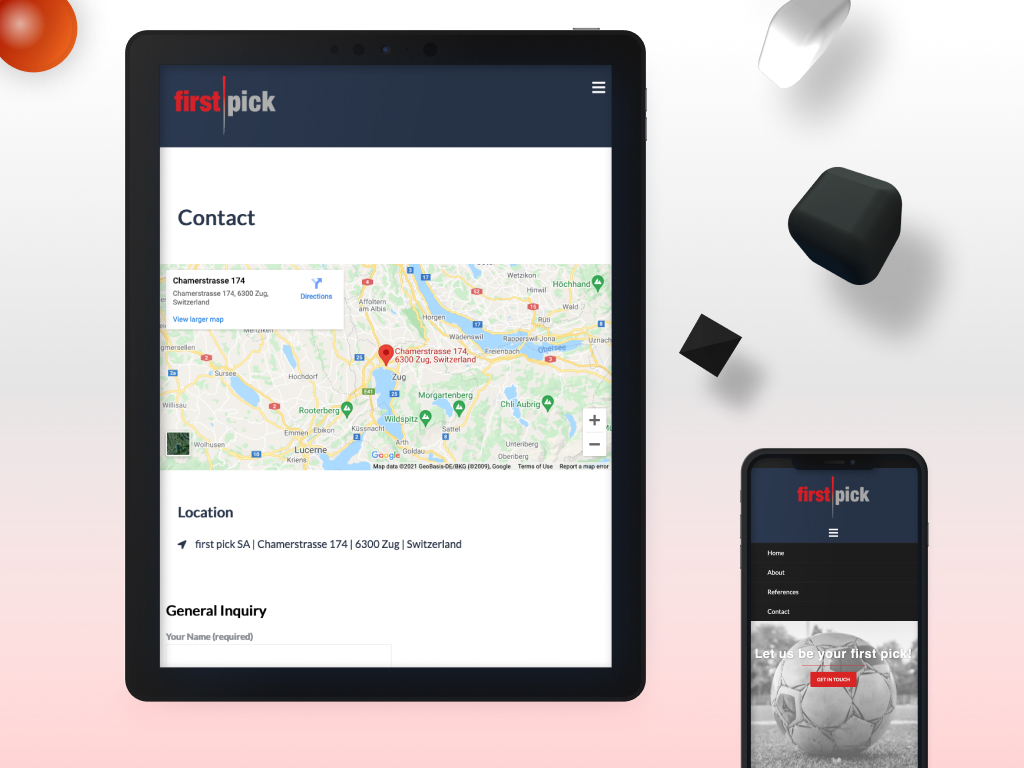 first pick
Contact
Chamerstrasse 174
Chamerstrasse 174, 6300 Zug,
Switzerland
Directions
View larger map
Wetzikon
Hinwil
Höchhand
Affoltern
am Albis
Wald
Horgen
Rüti
Menziken
Wädenswil
Rapperswil-Jona
Obersee
Uznach
gmersellen
Freienbach
Chamerstrasse 174,
6300 Zug, Switzerland
Sursee
Hochdorf
Zug
Morgartenberg
Willisau
Rooterberg
Chli Aubrig
Wildspitz
Emmen
Ebikon
Küssnacht
Sattel
Wolhusen
Lucerne
Arth
Goldau
Unterberg
Kriens
Google
Oberberg
Map data ©2021 GeoBasis-DE/BKG (©2009), Google
Terms of Use
Report a map error
Location
first pick SA | Chamerstrasse 174 | 6300 Zug | Switzerland
General Inquiry
Your Name (required)
first pick
Home
About
References
Contact
Let us be your first pick!
GET IN TOUCH